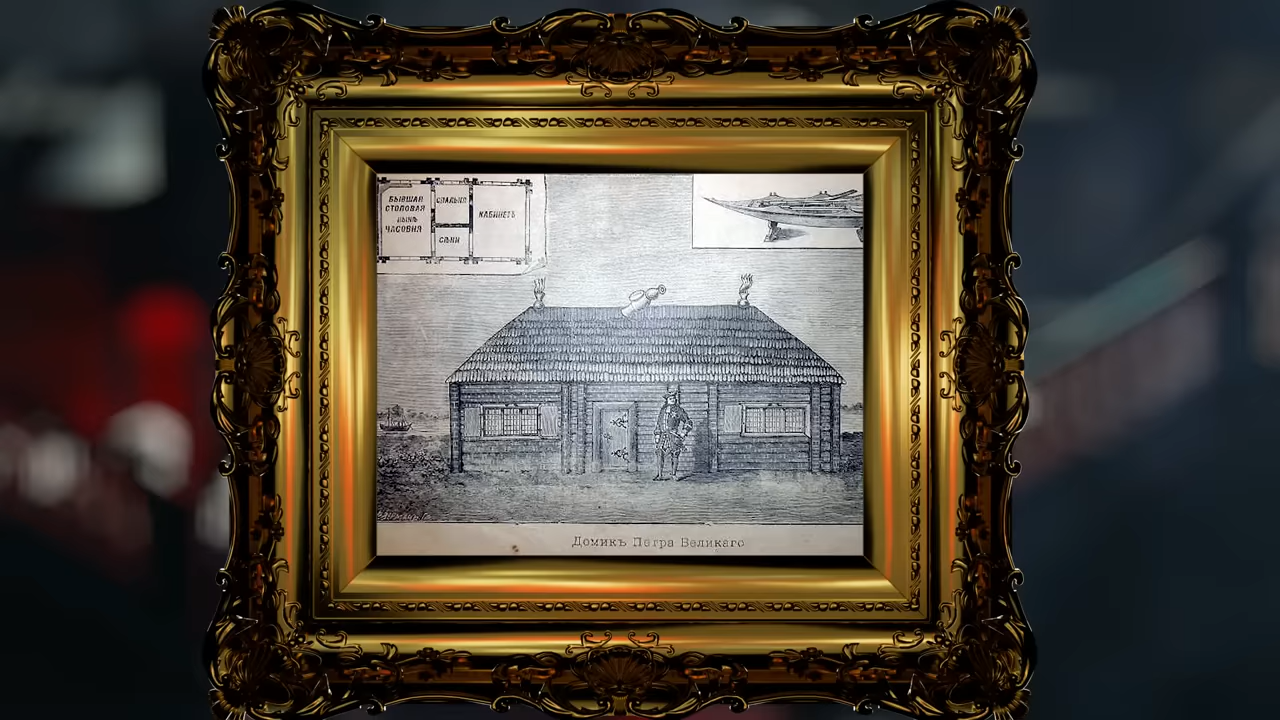 БЫВШАЯ
СТОЛОВАЯ
НЫНѢ
ЧАСОВНЯ
СПАЛЬНЯ
СѢНИ
КАБИНЕТЪ
Домикъ Петра Великаго